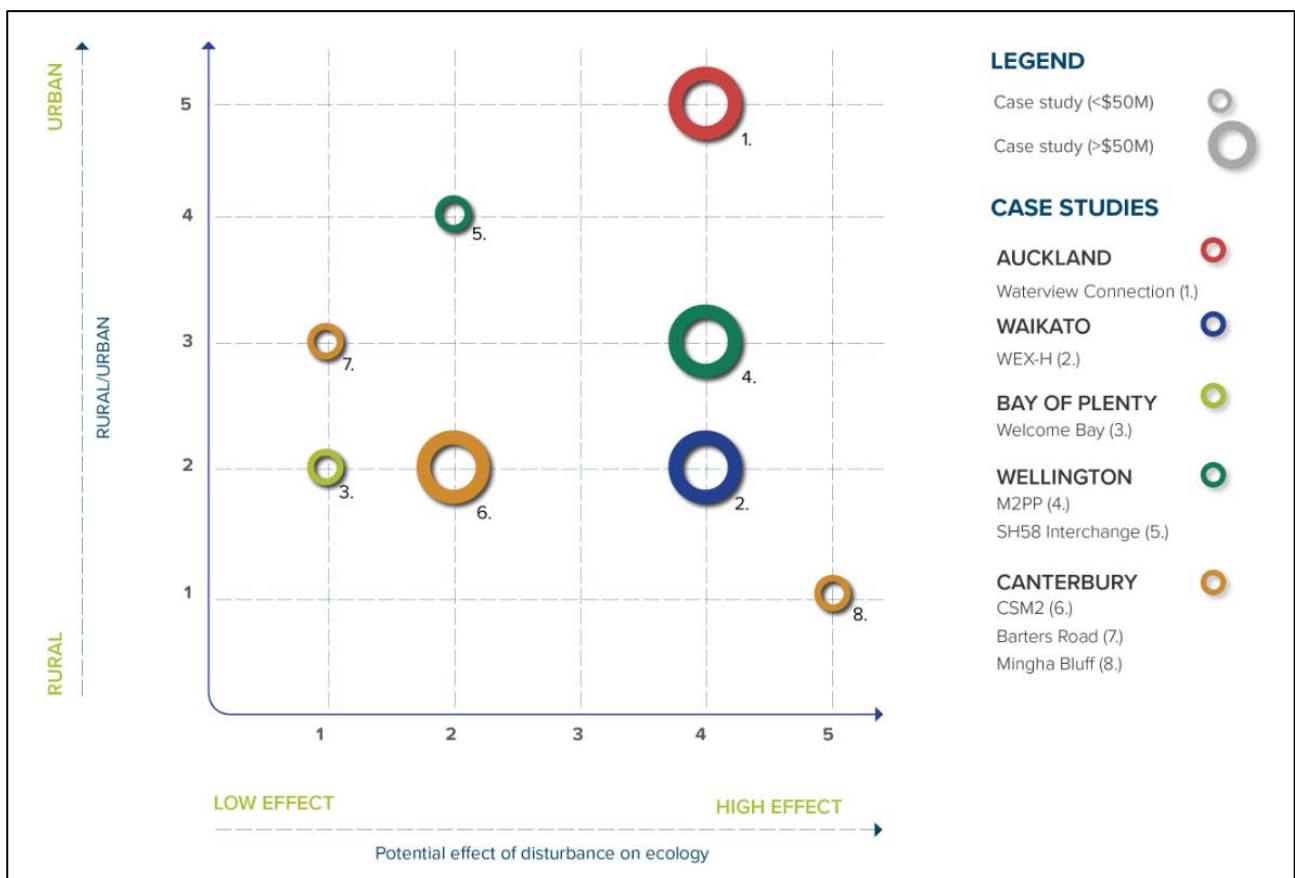 URBAN
RURAL/URBAN
RURAL
5
4
3
2
1
1.
5.
4.
7.
3.
6.
2.
8.
1
2
3
4
5
LOW EFFECT
HIGH EFFECT
Potential effect of disturbance on ecology
LEGEND
Case study (<$50M)
Case study (>$50M)
CASE STUDIES
AUCKLAND
Waterview Connection (1.)
WAIKATO
WEX-H (2.)
BAY OF PLENTY
Welcome Bay (3.)
WELLINGTON
M2PP (4.)
SH58 Interchange (5.)
CANTERBURY
CSM2 (6.)
Barters Road (7.)
Mingha Bluff (8.)